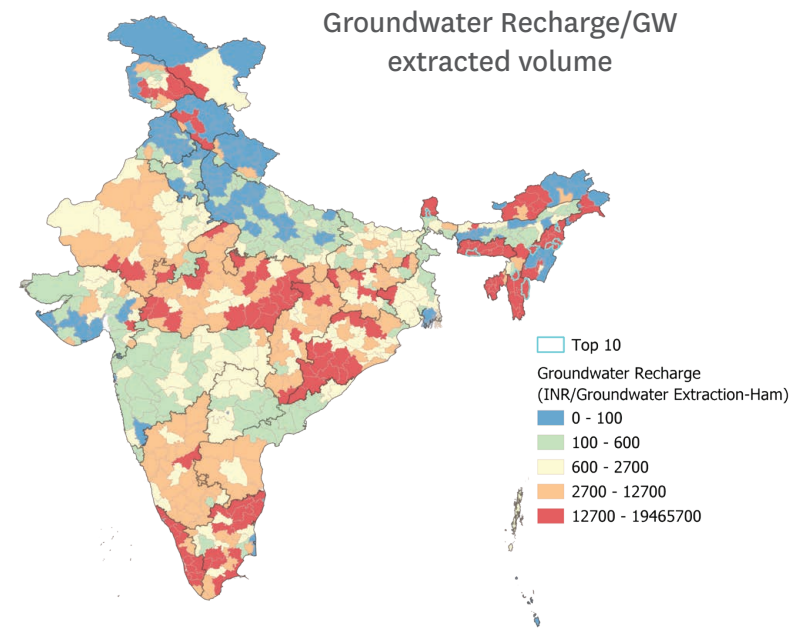 Groundwater Recharge/GW
extracted volume
Top 10
Groundwater Recharge
(INR/Groundwater Extraction-Ham)
0 - 100
100 - 600
600 - 2700
2700 - 12700
12700 - 19465700